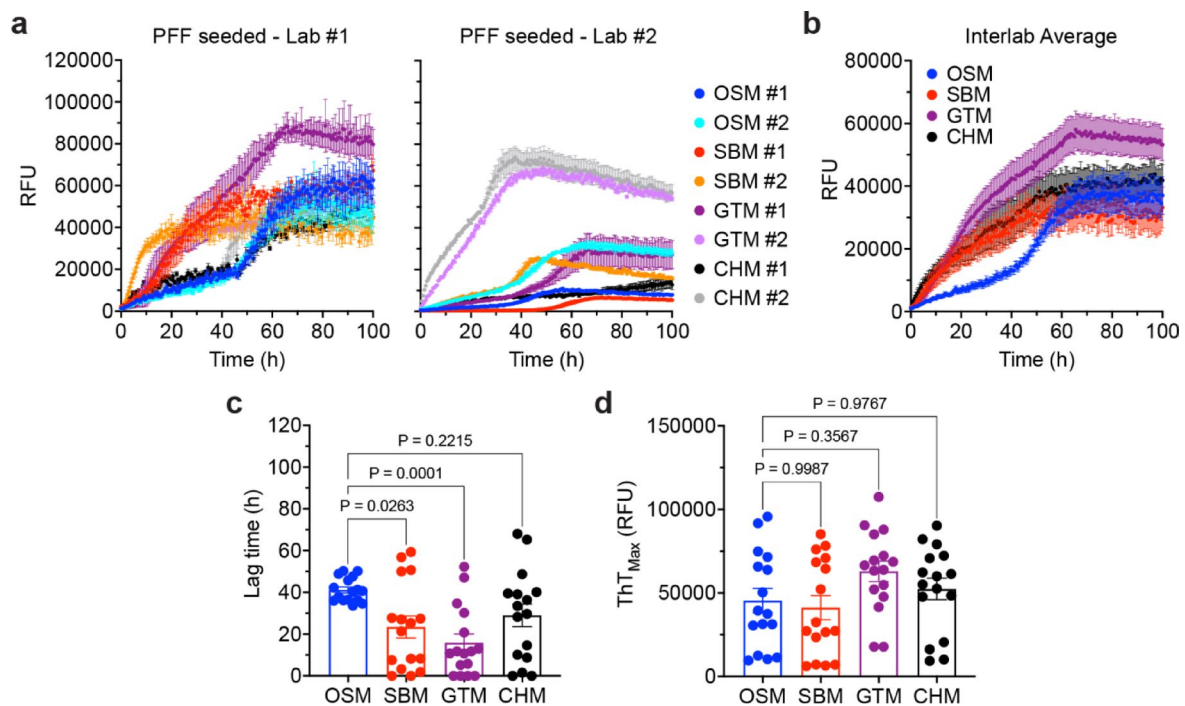 a
PFF seeded - Lab #1
RFU
120000
100000
80000
60000
40000
20000
0
0 20 40 60 80 100
Time (h)
PFF seeded - Lab #2
0 20 40 60 80 100
Time (h)
OSM #1
OSM #2
SBM #1
SBM #2
GTM #1
GTM #2
CHM #1
CHM #2
b
Interlab Average
RFU
80000
60000
40000
20000
0
0 20 40 60 80 100
Time (h)
OSM
SBM
GTM
CHM
c
Lag time (h)
120
100
80
60
40
20
0
P = 0.2215
P = 0.0001
P = 0.0263
OSM SBM GTM CHM
d
ThTMax (RFU)
150000
100000
50000
0
P = 0.9767
P = 0.3567
P = 0.9987
OSM SBM GTM CHM